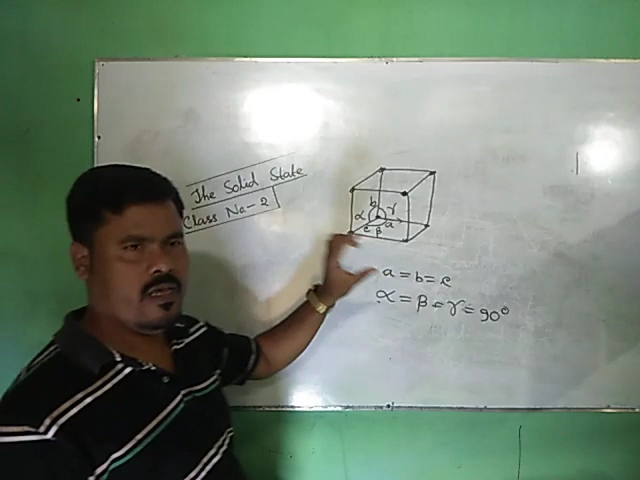 The Solid State
Class No-2
b γ
α a
c β
a = b = c
α = β = γ = 90°